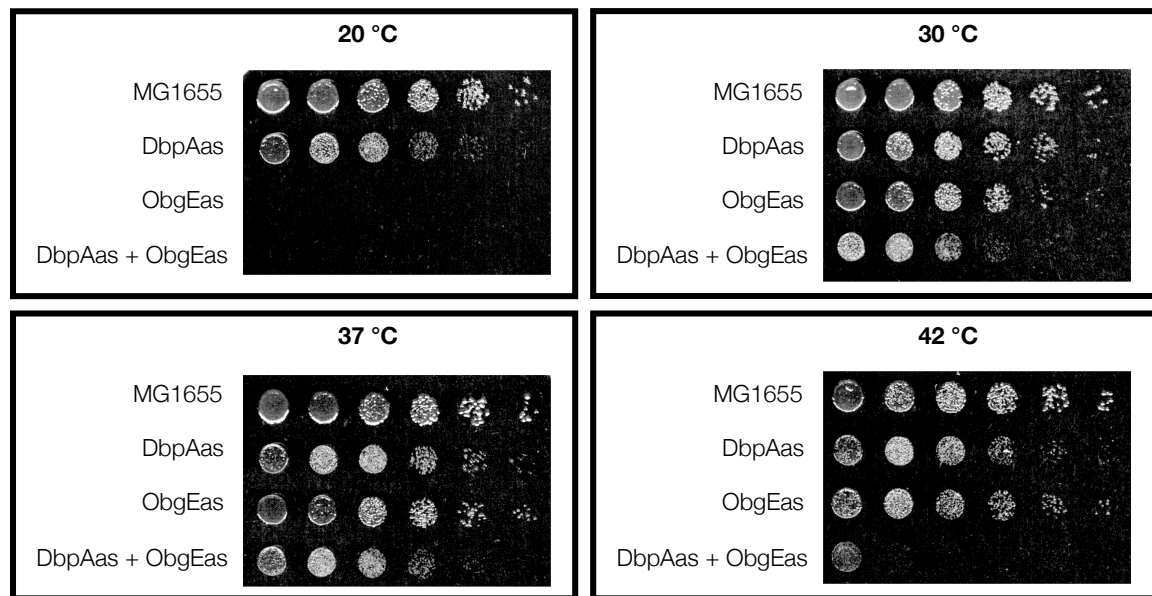 20 °C
MG1655
DbpAas
ObgEas
DbpAas + ObgEas
30 °C
MG1655
DbpAas
ObgEas
DbpAas + ObgEas
37 °C
MG1655
DbpAas
ObgEas
DbpAas + ObgEas
42 °C
MG1655
DbpAas
ObgEas
DbpAas + ObgEas